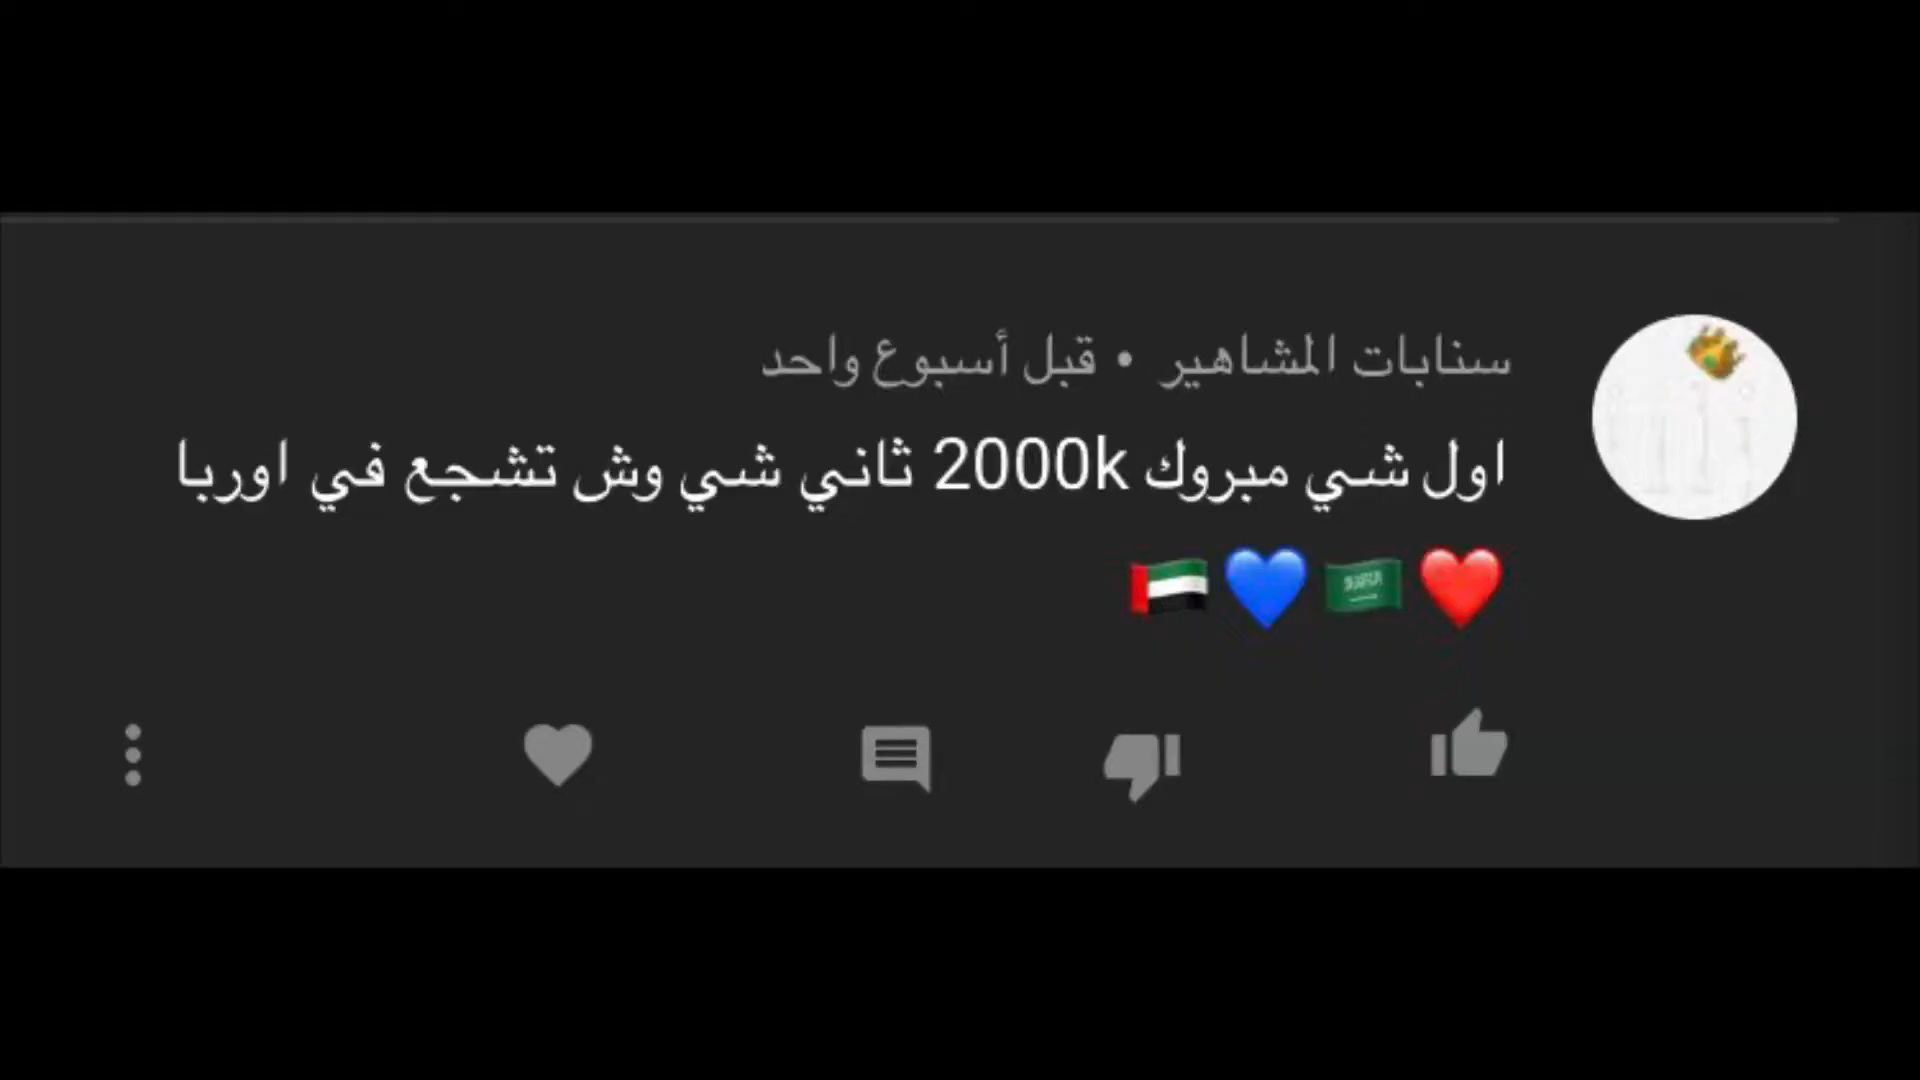 سنابات المشاهير • قبل أسبوع واحد
اول شي مبروك 2000k ثاني شي وش تشجع في اوربا
❤️🇸🇦💙🇦🇪